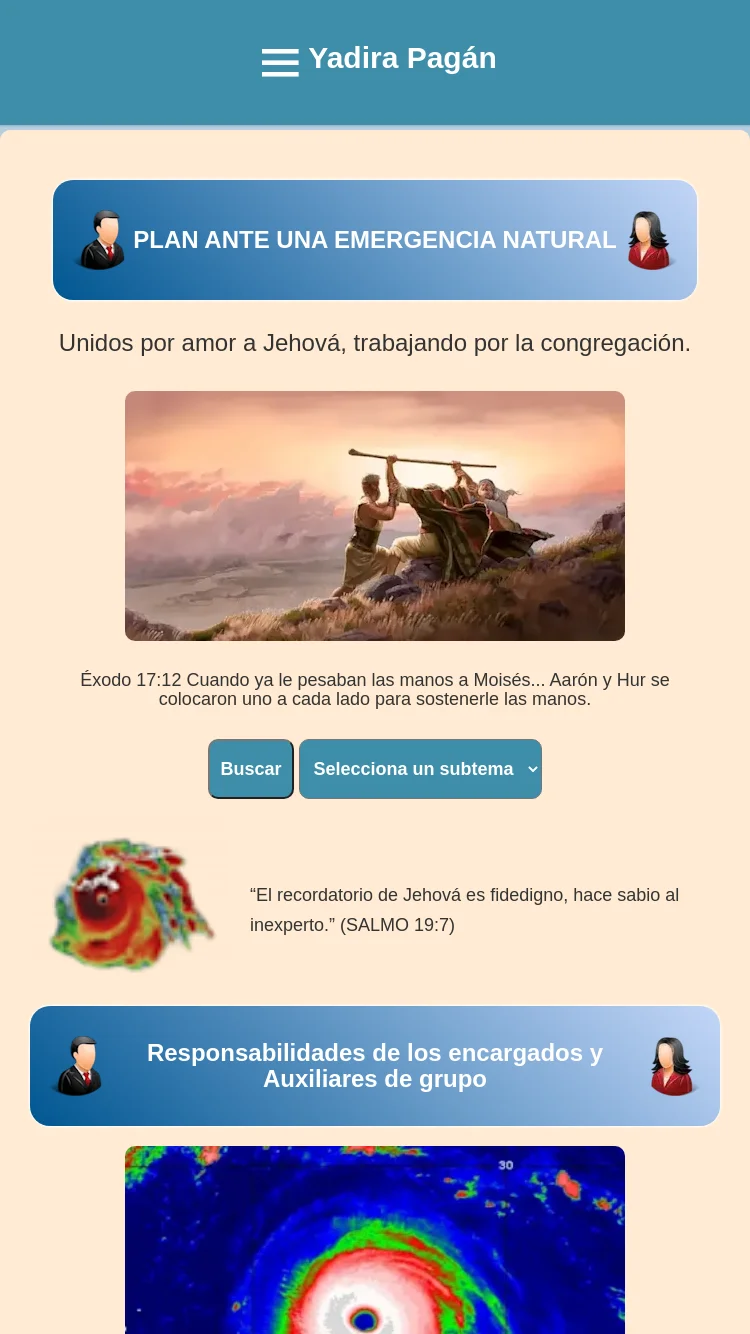 Yadira Pagán
PLAN ANTE UNA EMERGENCIA NATURAL
Unidos por amor a Jehová, trabajando por la congregación.
Éxodo 17:12 Cuando ya le pesaban las manos a Moisés... Aarón y Hur se
colocaron uno a cada lado para sostenerle las manos.
Buscar
Selecciona un subtema
“El recordatorio de Jehová es fidedigno, hace sabio al
inexperto.” (SALMO 19:7)
Responsabilidades de los encargados y
Auxiliares de grupo
30